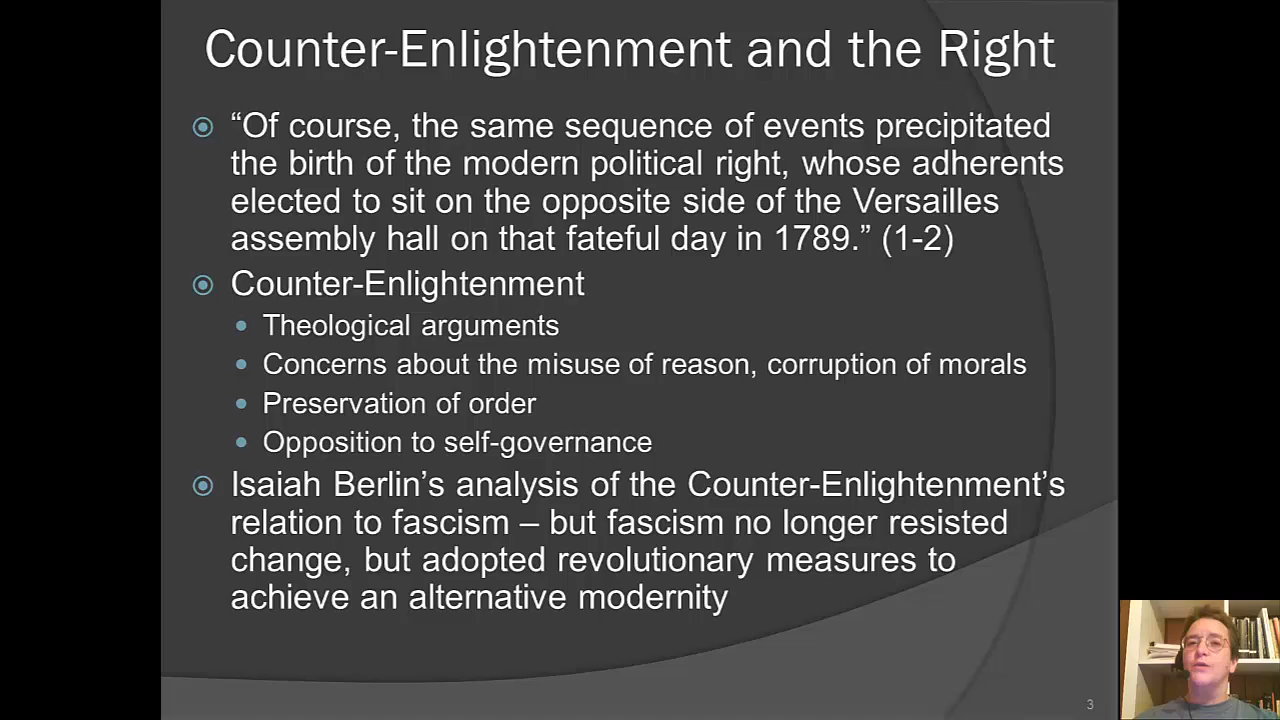 Counter-Enlightenment and the Right
“Of course, the same sequence of events precipitated
the birth of the modern political right, whose adherents
elected to sit on the opposite side of the Versailles
assembly hall on that fateful day in 1789.” (1-2)
Counter-Enlightenment
Theological arguments
Concerns about the misuse of reason, corruption of morals
Preservation of order
Opposition to self-governance
Isaiah Berlin’s analysis of the Counter-Enlightenment’s
relation to fascism – but fascism no longer resisted
change, but adopted revolutionary measures to
achieve an alternative modernity
3